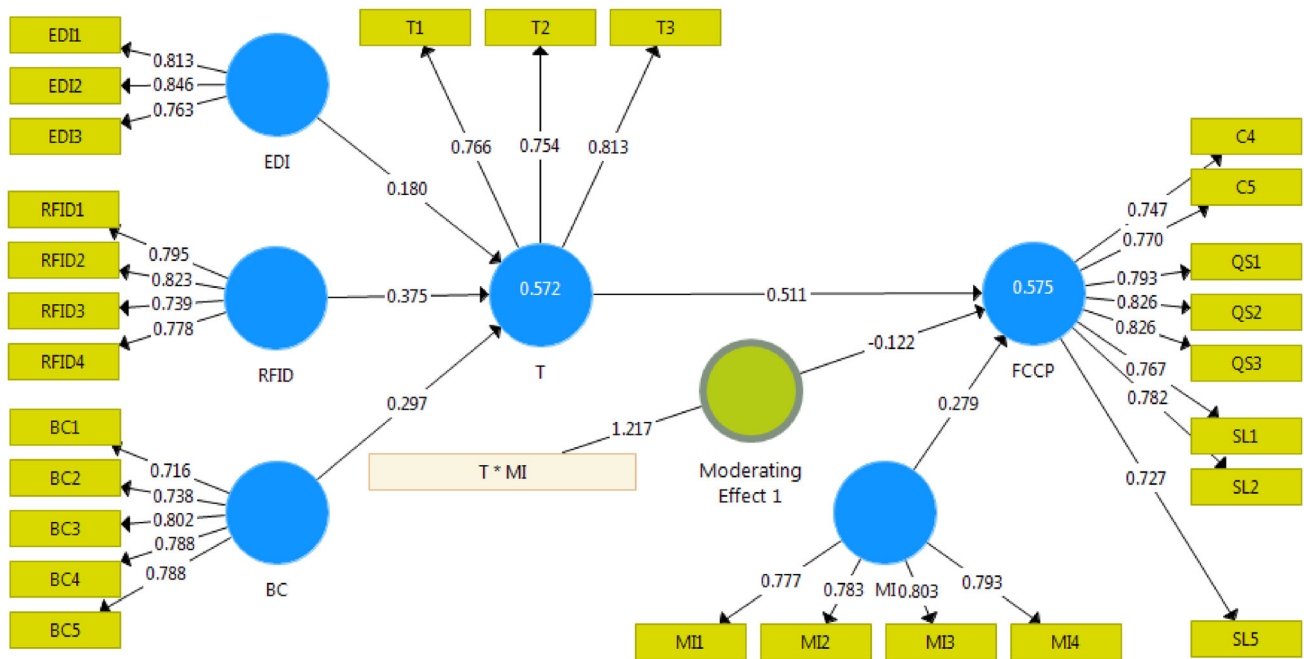 EDI1
EDI2
EDI3
0.813
0.846
0.763
EDI
T1
T2
T3
0.766
0.754
0.813
0.180
RFID1
RFID2
RFID3
RFID4
0.795
0.823
0.739
0.778
RFID
0.375
0.572
T
0.511
0.297
BC1
BC2
BC3
BC4
BC5
0.716
0.738
0.802
0.788
0.788
BC
T * MI
1.217
Moderating
Effect 1
-0.122
0.279
0.575
FCCP
C4
C5
QS1
QS2
QS3
SL1
SL2
SL5
0.747
0.770
0.793
0.826
0.826
0.767
0.782
0.727
MI
0.777
0.783
0.803
0.793
MI1
MI2
MI3
MI4